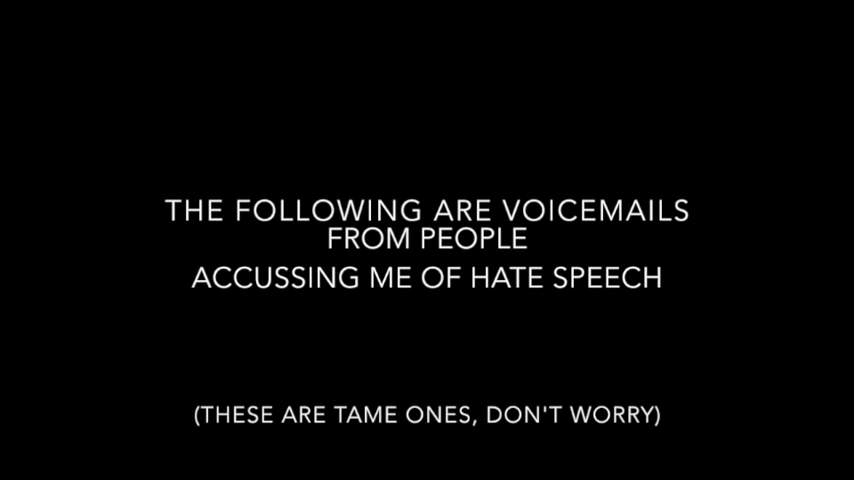 THE FOLLOWING ARE VOICEMAILS
FROM PEOPLE
ACCUSSING ME OF HATE SPEECH
(THESE ARE TAME ONES, DON'T WORRY)